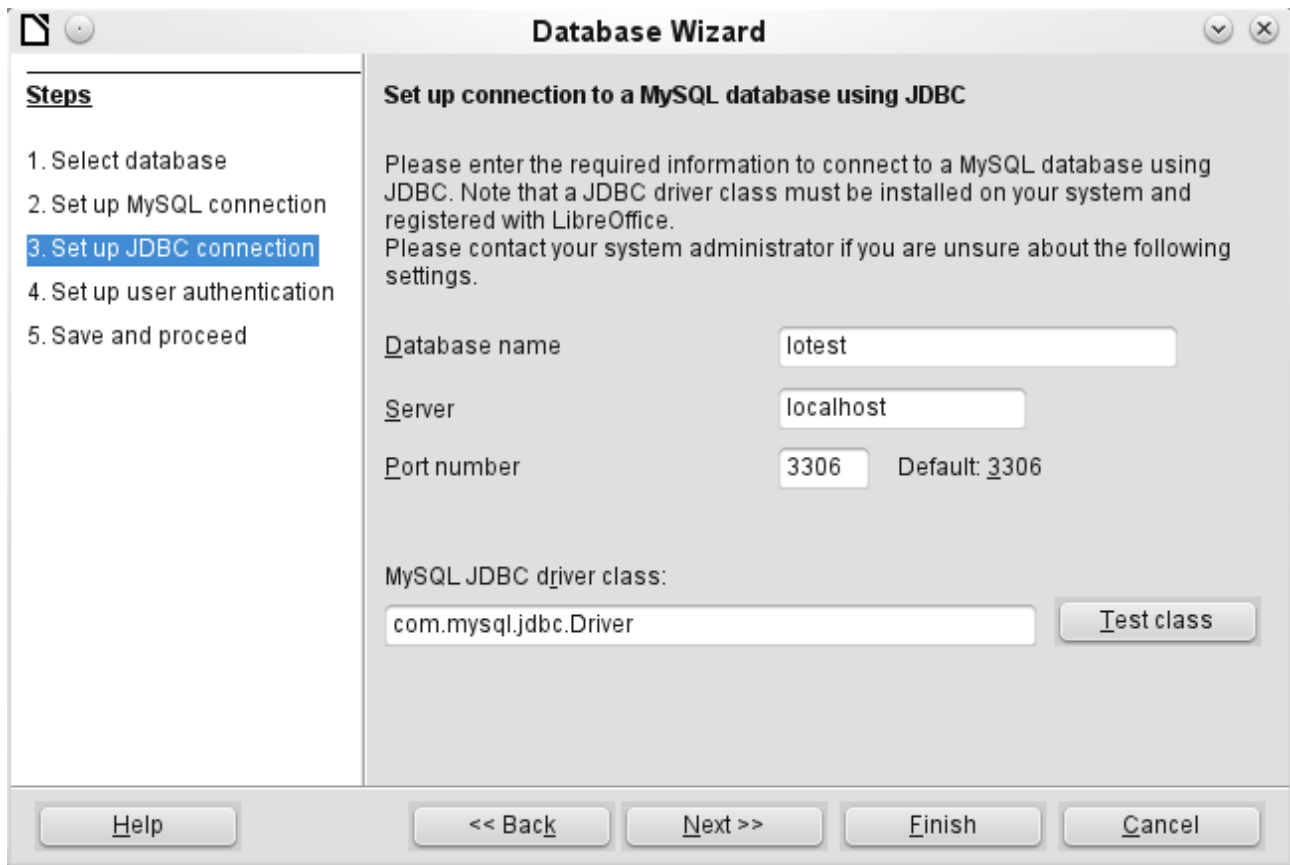 Database Wizard
Steps
1. Select database
2. Set up MySQL connection
3. Set up JDBC connection
4. Set up user authentication
5. Save and proceed
Set up connection to a MySQL database using JDBC
Please enter the required information to connect to a MySQL database using
JDBC. Note that a JDBC driver class must be installed on your system and
registered with LibreOffice.
Please contact your system administrator if you are unsure about the following
settings.
Database name lotest
Server localhost
Port number 3306 Default: 3306
MySQL JDBC driver class:
com.mysql.jdbc.Driver Test class
Help << Back Next >> Finish Cancel